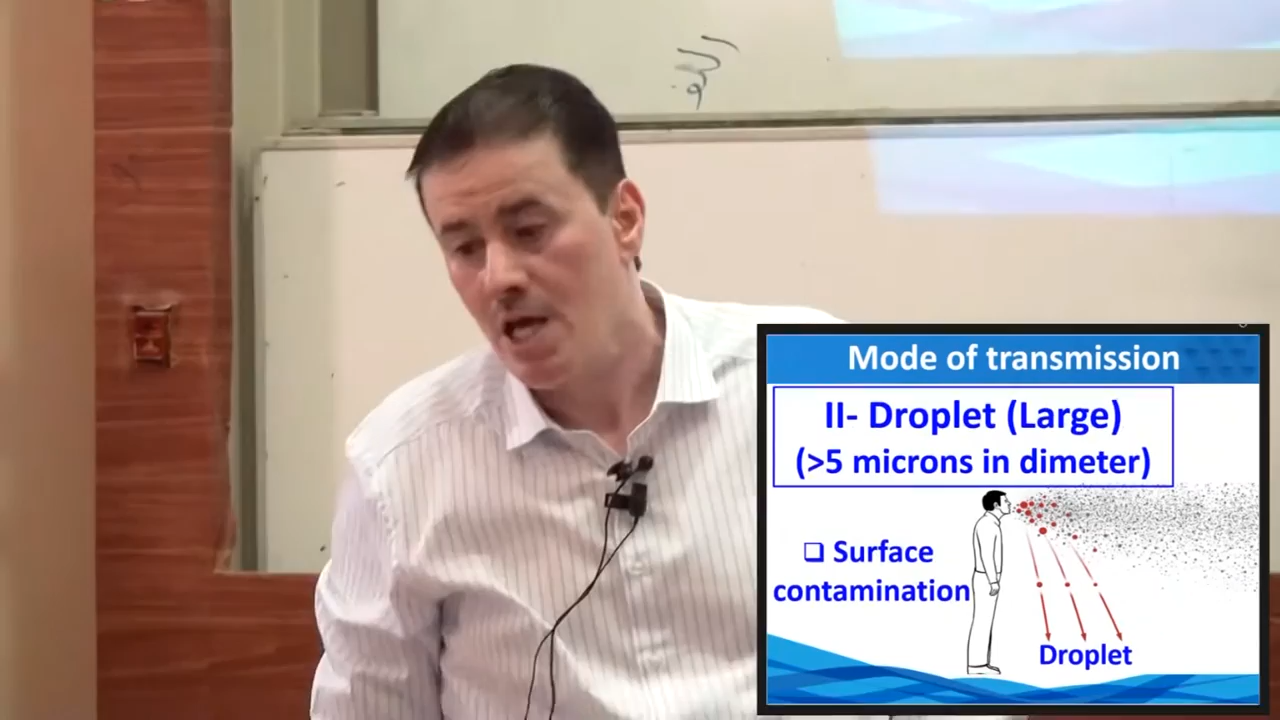 Mode of transmission
II- Droplet (Large)
(>5 microns in dimeter)
❑ Surface
contamination
Droplet